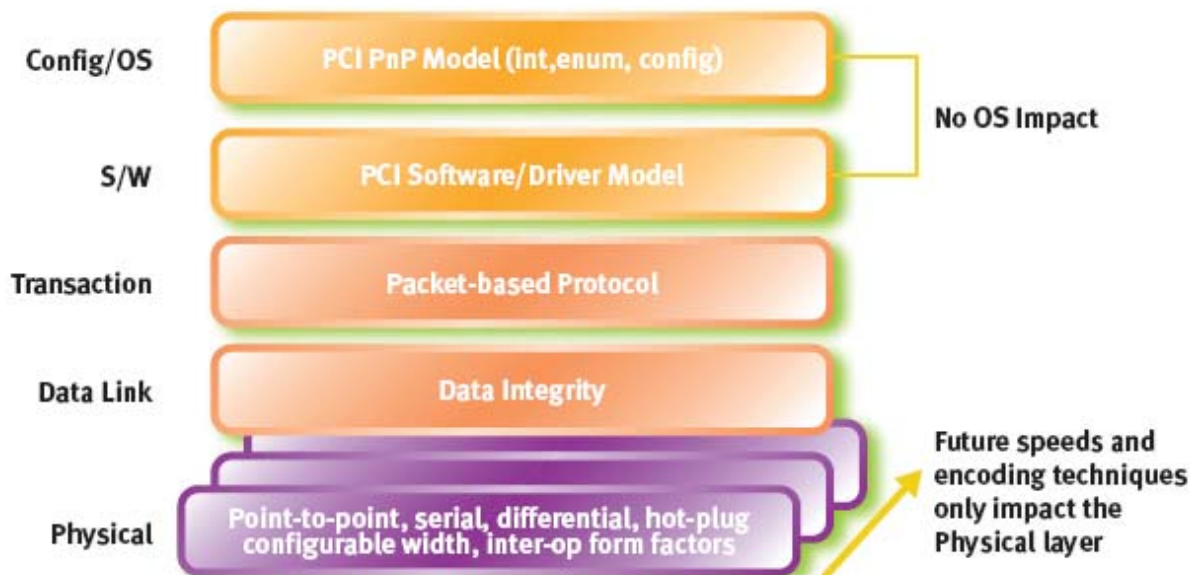 Config/OS
PCI PnP Model (int,enum, config)
No OS Impact
S/W
PCI Software/Driver Model
Transaction
Packet-based Protocol
Data Link
Data Integrity
Future speeds and
encoding techniques
only impact the
Physical layer
Physical
Point-to-point, serial, differential, hot-plug
configurable width, inter-op form factors